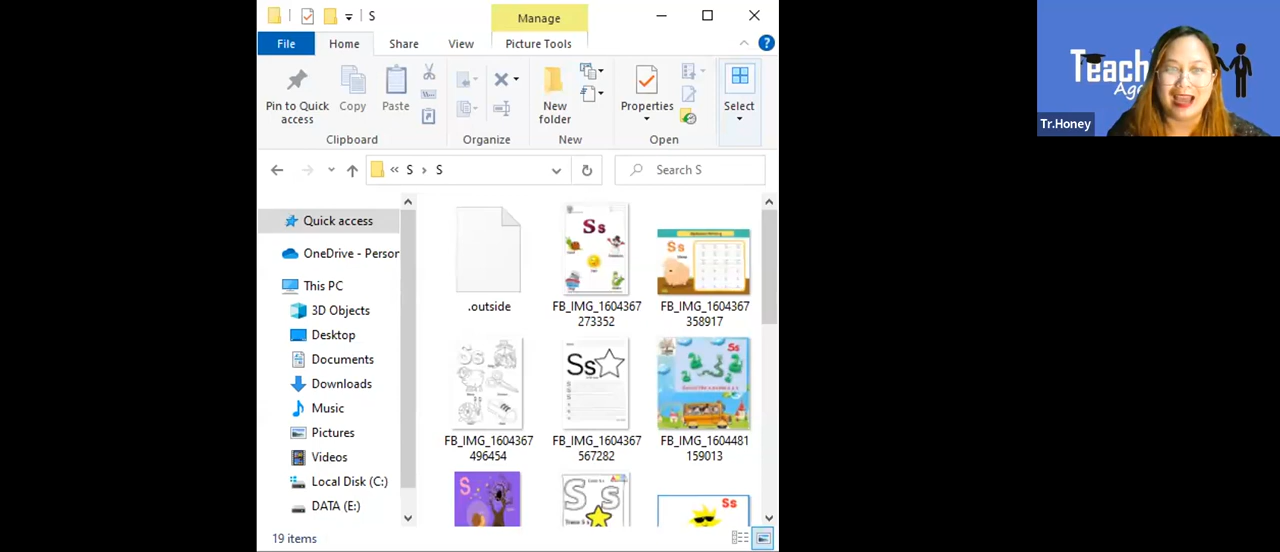 S
Manage
File
Home
Share
View
Picture Tools
Pin to Quick access
Copy
Paste
New folder
Properties
Select
Clipboard
Organize
New
Open
S
S
Search S
Quick access
OneDrive - Person
This PC
3D Objects
Desktop
Documents
Downloads
Music
Pictures
Videos
Local Disk (C:)
DATA (E:)
.outside
Ss
FB_IMG_1604367
273352
Ss
FB_IMG_1604367
358917
Ss
FB_IMG_1604367
496454
Ss
FB_IMG_1604367
567282
Ss
FB_IMG_1604481
159013
S
S s
Ss
19 items
Teach
Tr.Honey